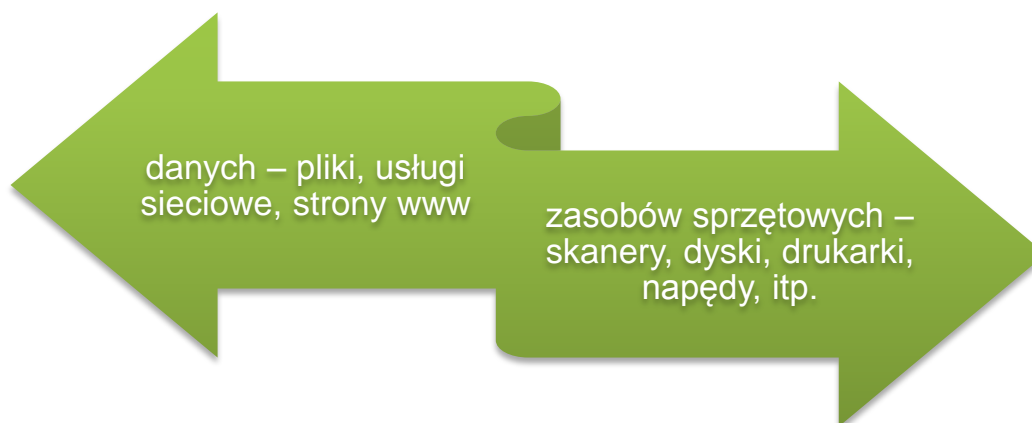 danych – pliki, usługi
sieciowe, strony www
zasobów sprzętowych –
skanery, dyski, drukarki,
napędy, itp.